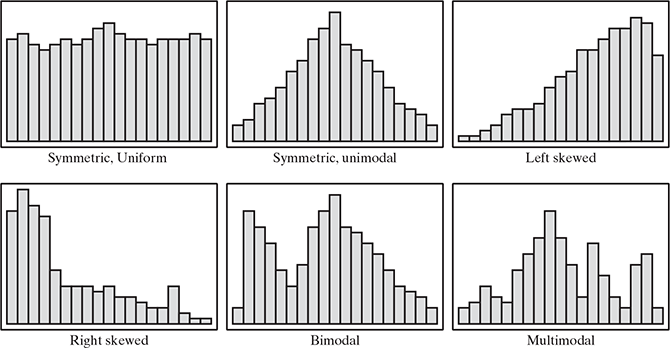 Symmetric, Uniform
Symmetric, unimodal
Left skewed
Right skewed
Bimodal
Multimodal